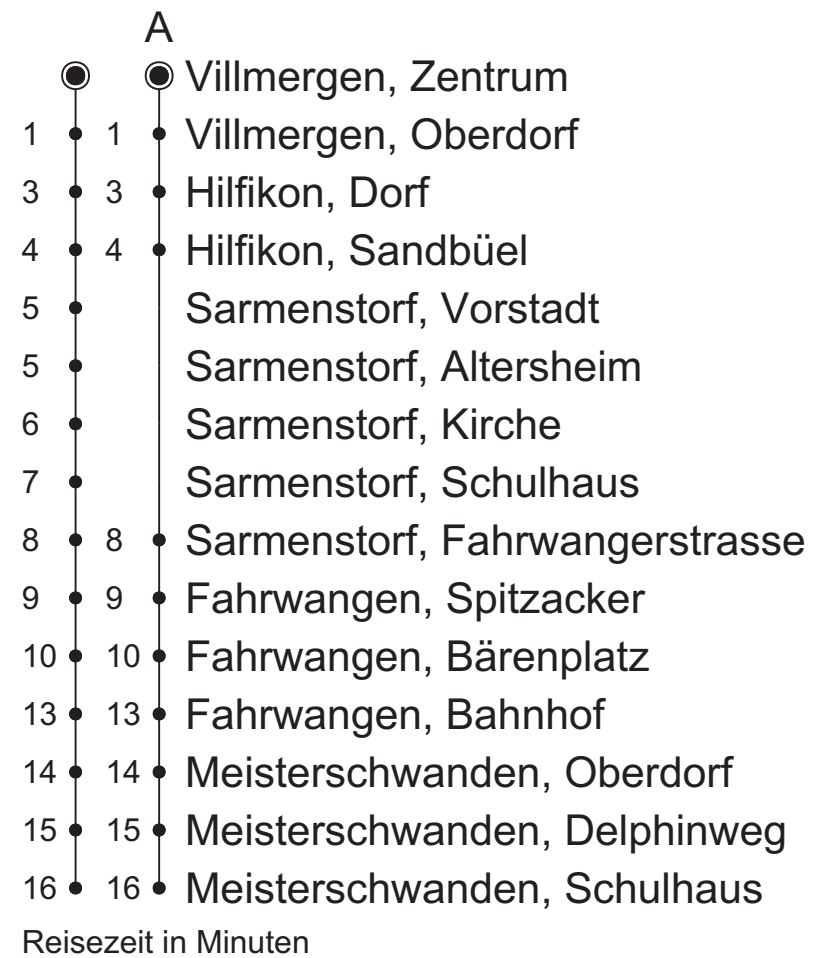 A
Villmergen, Zentrum
1 1 Villmergen, Oberdorf
3 3 Hilfikon, Dorf
4 4 Hilfikon, Sandbüel
5 Sarmenstorf, Vorstadt
5 Sarmenstorf, Altersheim
6 Sarmenstorf, Kirche
7 Sarmenstorf, Schulhaus
8 8 Sarmenstorf, Fahrwangerstrasse
9 9 Fahrwangen, Spitzacker
10 10 Fahrwangen, Bärenplatz
13 13 Fahrwangen, Bahnhof
14 14 Meisterschwanden, Oberdorf
15 15 Meisterschwanden, Delphinweg
16 16 Meisterschwanden, Schulhaus
Reisezeit in Minuten